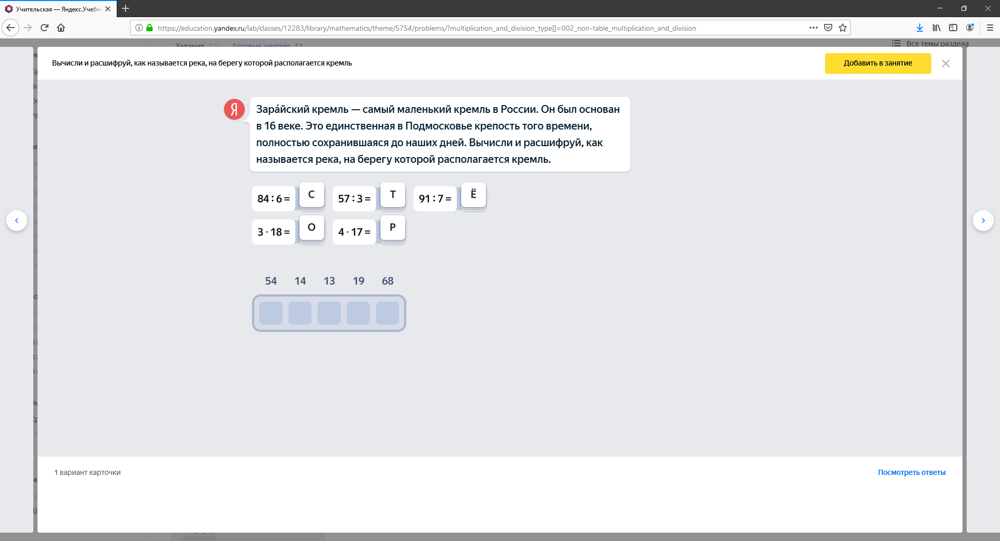 Учительская — Яндекс.Учебн
https://education.yandex.ru/lab/classes/12283/library/mathematics/theme/5754/problems/?multiplication_and_division_type[]=002_non-table_multiplication_and_division
Задания 121 Готовые занятия 12
Все темы раздела
Вычисли и расшифруй, как называется река, на берегу которой располагается кремль
Добавить в занятие
Я
Зара́йский кремль — самый маленький кремль в России. Он был основан
в 16 веке. Это единственная в Подмосковье крепость того времени,
полностью сохранившаяся до наших дней. Вычисли и расшифруй, как
называется река, на берегу которой располагается кремль.
84 : 6 = С 57 : 3 = Т 91 : 7 = Ё
3 · 18 = О 4 · 17 = Р
54 14 13 19 68
1 вариант карточки
Посмотреть ответы